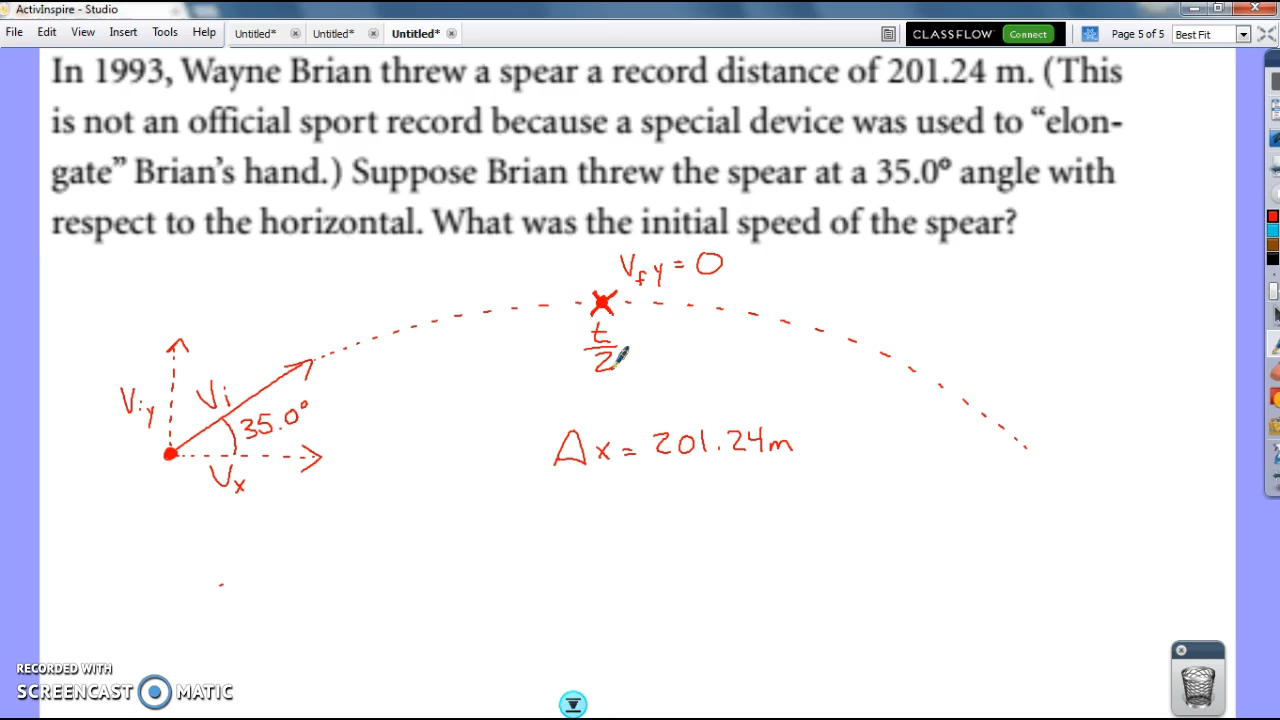 ActivInspire - Studio
File Edit View Insert Tools Help Untitled* Untitled* Untitled* CLASSFLOW Connect Page 5 of 5 Best Fit
In 1993, Wayne Brian threw a spear a record distance of 201.24 m. (This
is not an official sport record because a special device was used to “elon-
gate” Brian’s hand.) Suppose Brian threw the spear at a 35.0° angle with
respect to the horizontal. What was the initial speed of the spear?
Vfy = 0
t
2
Viy Vi 35.0°
Δx = 201.24m
Vx
RECORDED WITH
SCREENCAST MATIC